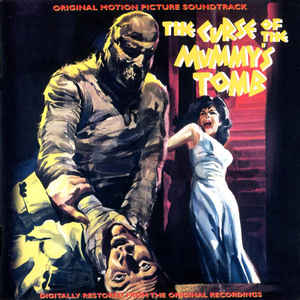 ORIGINAL MOTION PICTURE SOUNDTRACK
THE CURSE OF THE
MUMMY'S
TOMB
DIGITALLY RESTORED FROM THE ORIGINAL RECORDINGS